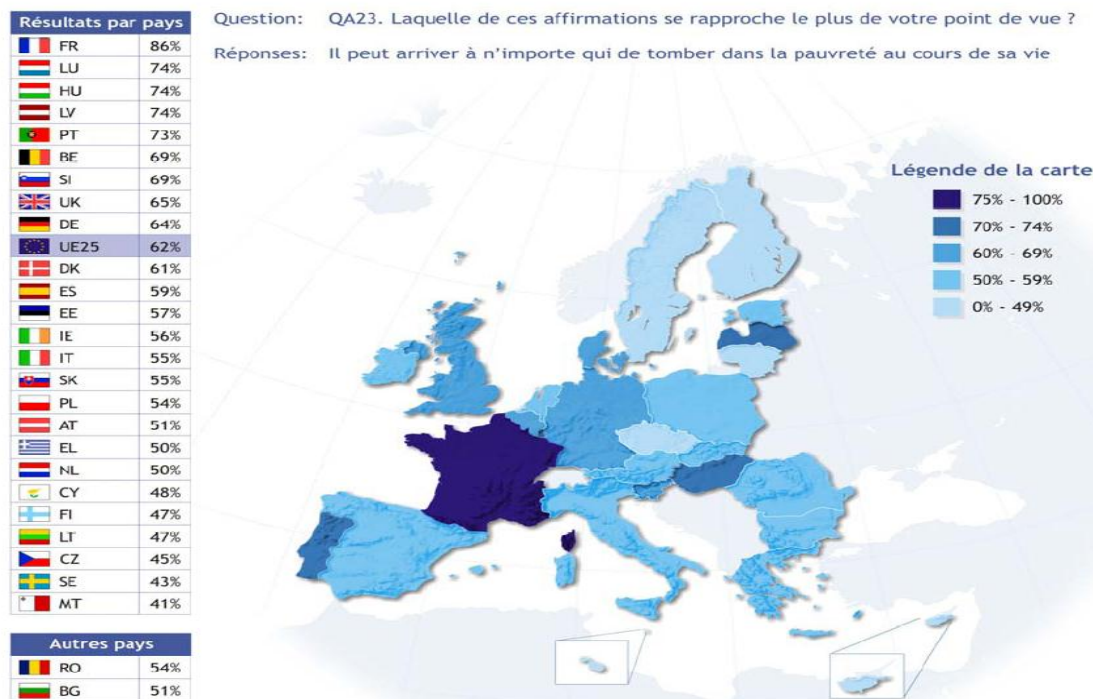 Résultats par pays
FR 86%
LU 74%
HU 74%
LV 74%
PT 73%
BE 69%
SI 69%
UK 65%
DE 64%
UE25 62%
DK 61%
ES 59%
EE 57%
IE 56%
IT 55%
SK 55%
PL 54%
AT 51%
EL 50%
NL 50%
CY 48%
FI 47%
LT 47%
CZ 45%
SE 43%
MT 41%
Autres pays
RO 54%
BG 51%
Question: QA23. Laquelle de ces affirmations se rapproche le plus de votre point de vue ?
Réponses: Il peut arriver à n’importe qui de tomber dans la pauvreté au cours de sa vie
Légende de la carte
75% - 100%
70% - 74%
60% - 69%
50% - 59%
0% - 49%